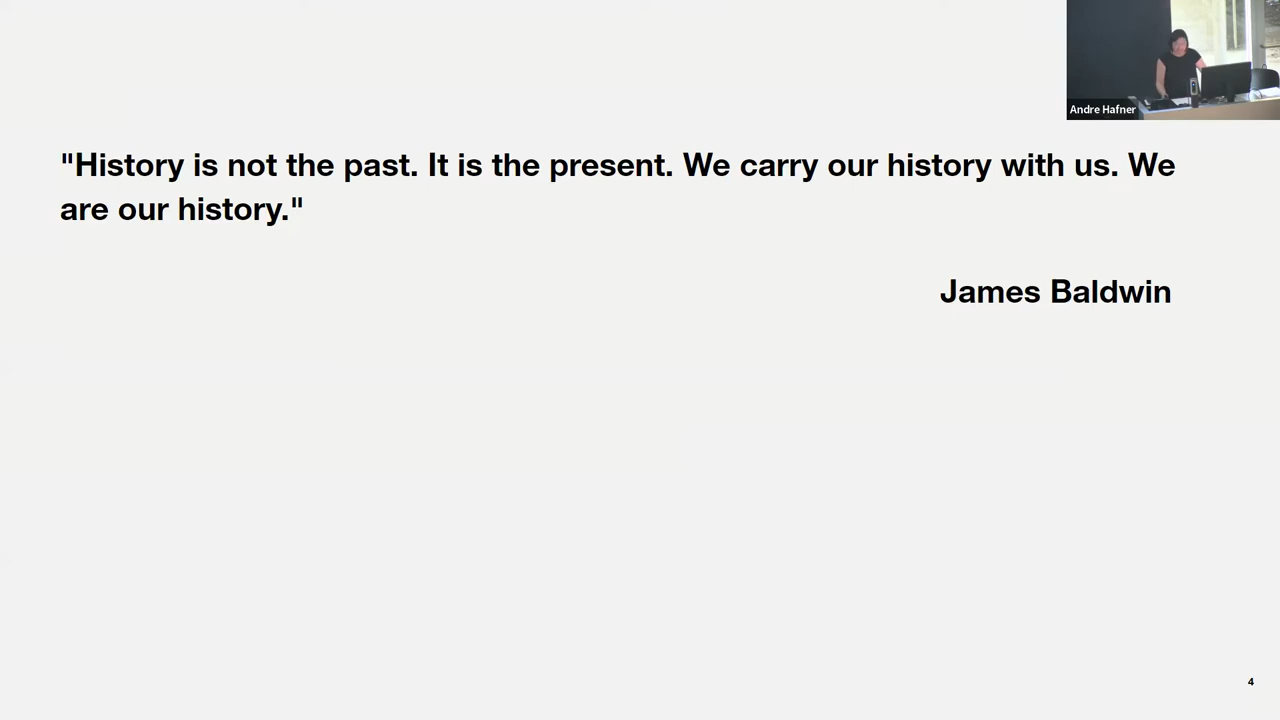 Andre Hafner
"History is not the past. It is the present. We carry our history with us. We
are our history."
James Baldwin
4